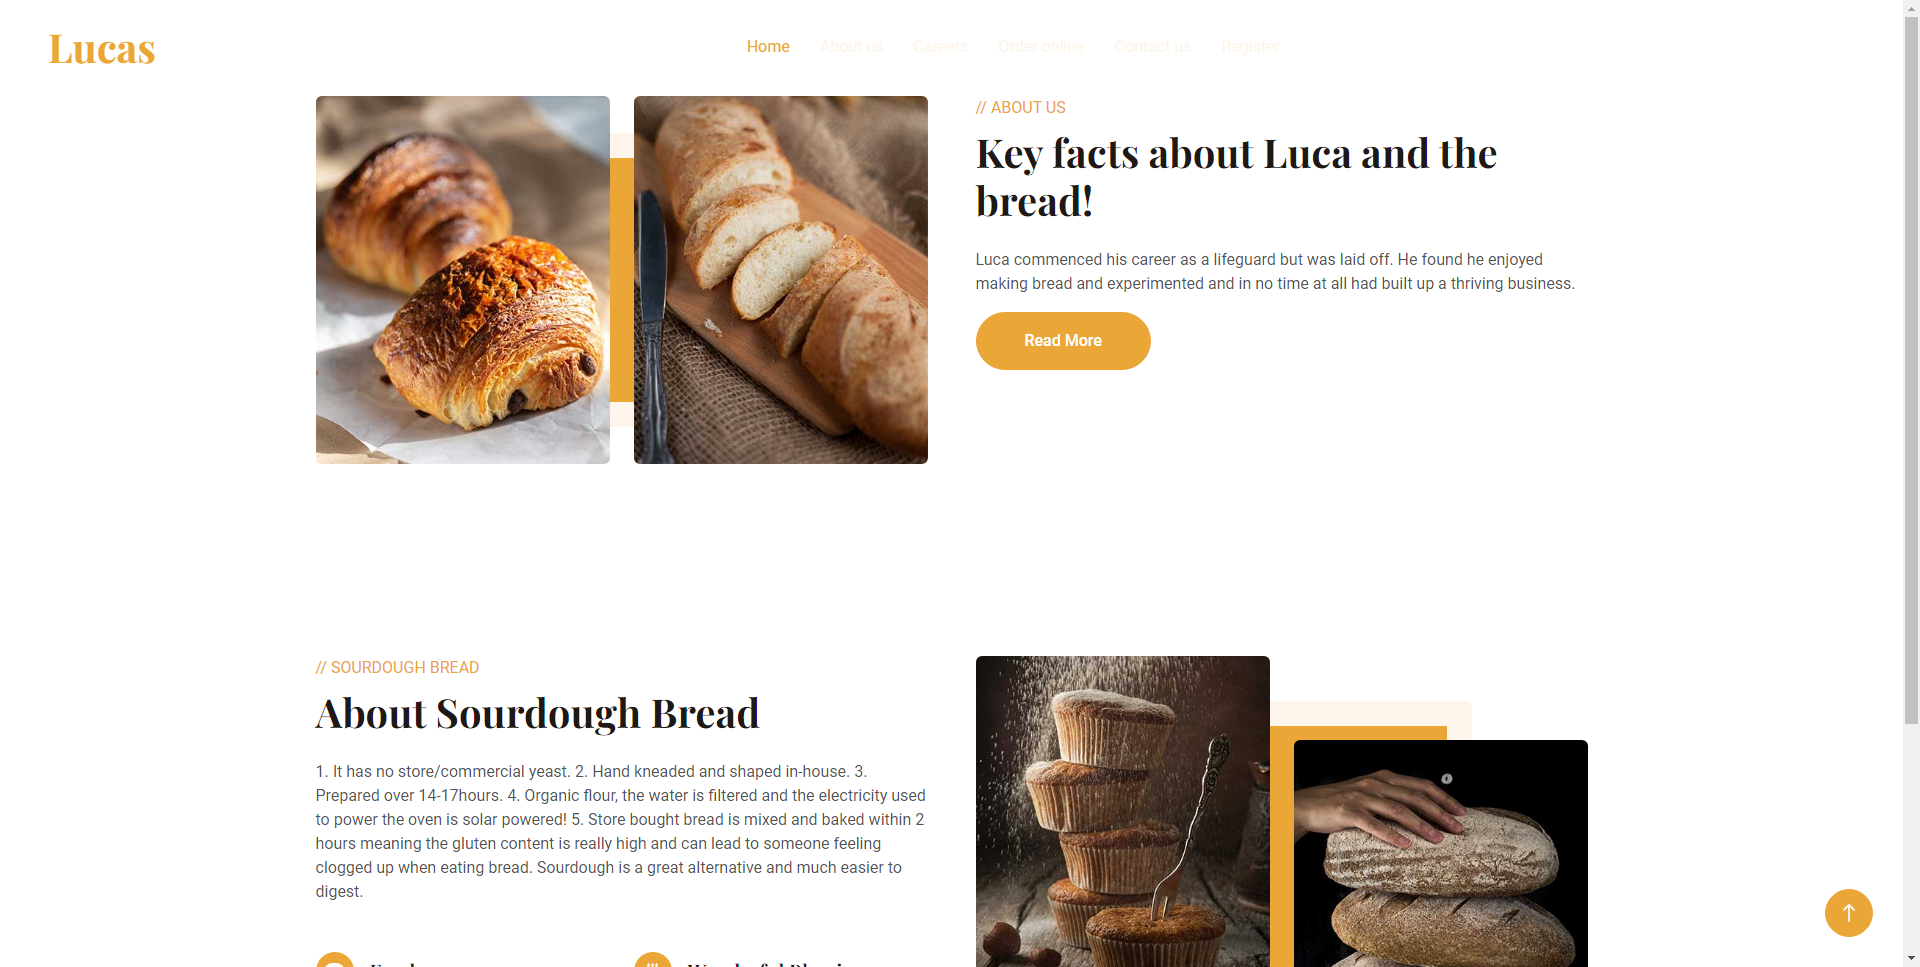 Lucas
Home About us Careers Order online Contact us Register
// ABOUT US
Key facts about Luca and the
bread!
Luca commenced his career as a lifeguard but was laid off. He found he enjoyed
making bread and experimented and in no time at all had built up a thriving business.
Read More
// SOURDOUGH BREAD
About Sourdough Bread
1. It has no store/commercial yeast. 2. Hand kneaded and shaped in-house. 3.
Prepared over 14-17hours. 4. Organic flour, the water is filtered and the electricity used
to power the oven is solar powered! 5. Store bought bread is mixed and baked within 2
hours meaning the gluten content is really high and can lead to someone feeling
clogged up when eating bread. Sourdough is a great alternative and much easier to
digest.